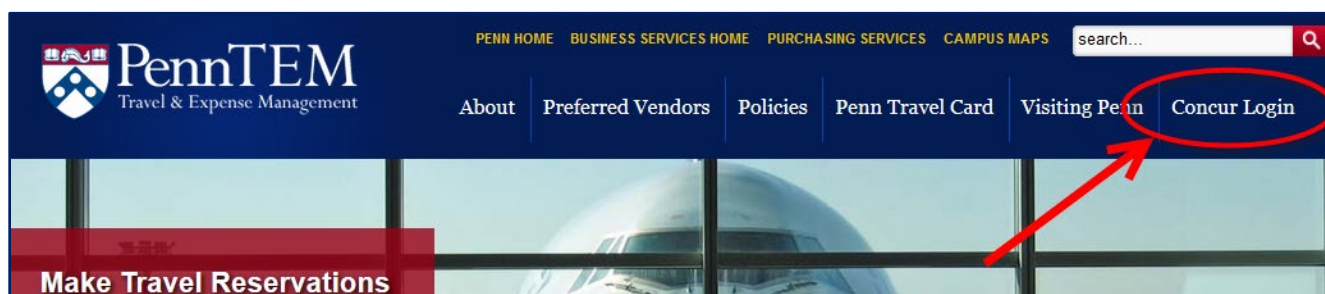 PennTEM
Travel & Expense Management
PENN HOME BUSINESS SERVICES HOME PURCHASING SERVICES CAMPUS MAPS search...
About Preferred Vendors Policies Penn Travel Card Visiting Penn Concur Login
Make Travel Reservations